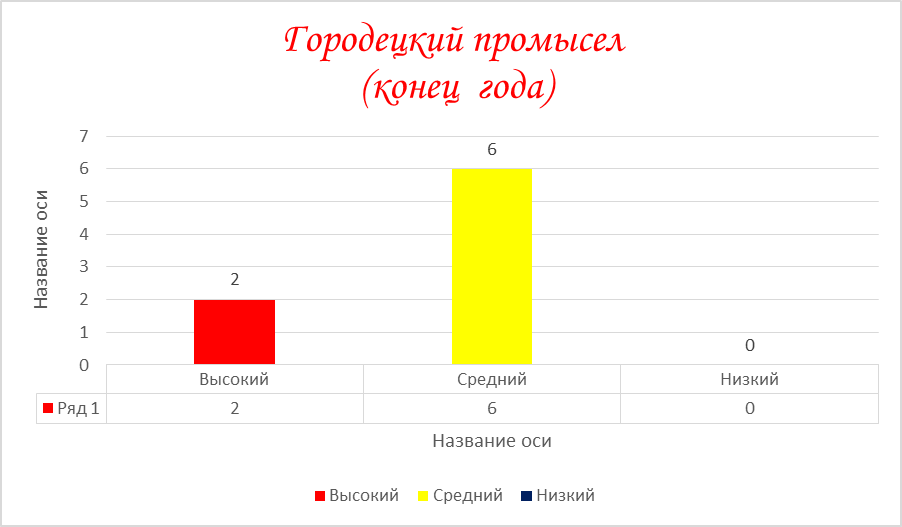 Городецкий промысел
(конец года)
7
6
5
4
3
2
1
0
Название оси
2
6
0
Высокий Средний Низкий
Ряд 1 2 6 0
Название оси
Высокий Средний Низкий